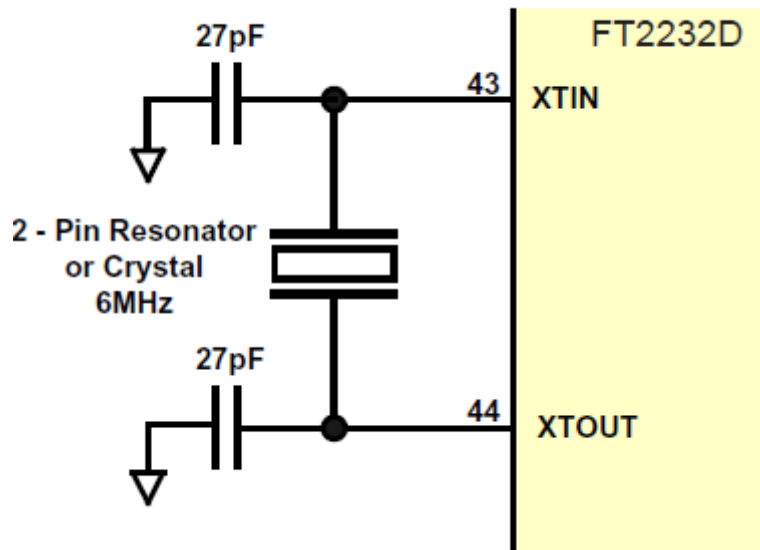 27pF
FT2232D
43
XTIN
2 - Pin Resonator
or Crystal
6MHz
27pF
44
XTOUT